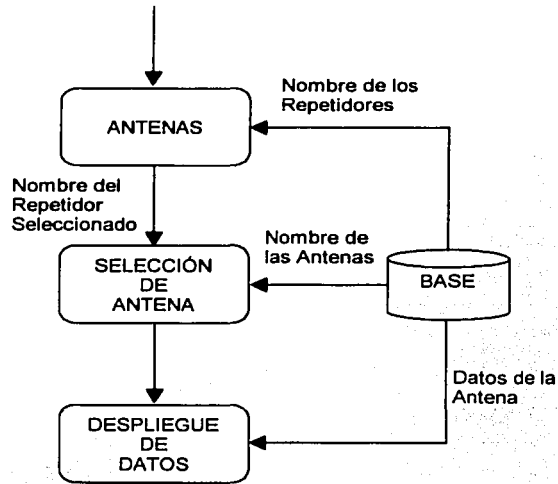 Nombre de los
Repetidores
ANTENAS
Nombre del
Repetidor
Seleccionado
Nombre de
las Antenas
SELECCIÓN
DE
ANTENA
BASE
Datos de la
Antena
DESPLIEGUE
DE
DATOS